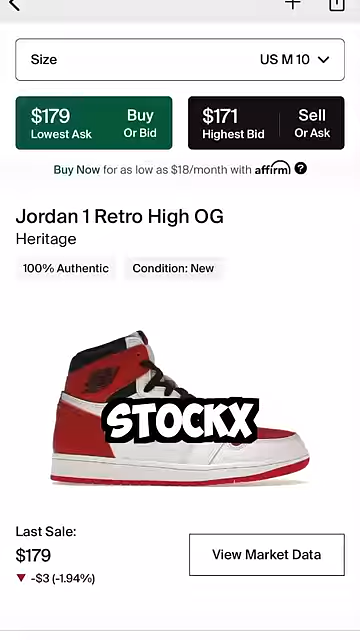 Size US M 10
$179 Buy $171 Sell
Lowest Ask Or Bid Highest Bid Or Ask
Buy Now for as low as $18/month with affirm ?
Jordan 1 Retro High OG
Heritage
100% Authentic Condition: New
STOCKX
Last Sale:
$179
View Market Data
▼ -$3 (-1.94%)